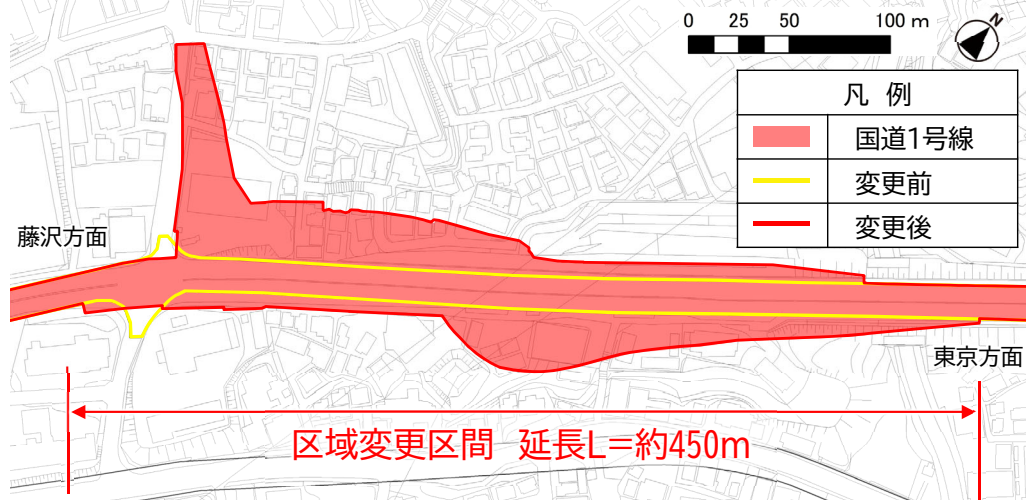 0 25 50 100 m
N
凡 例
国道1号線
変更前
変更後
藤沢方面
東京方面
区域変更区間 延長L=約450m